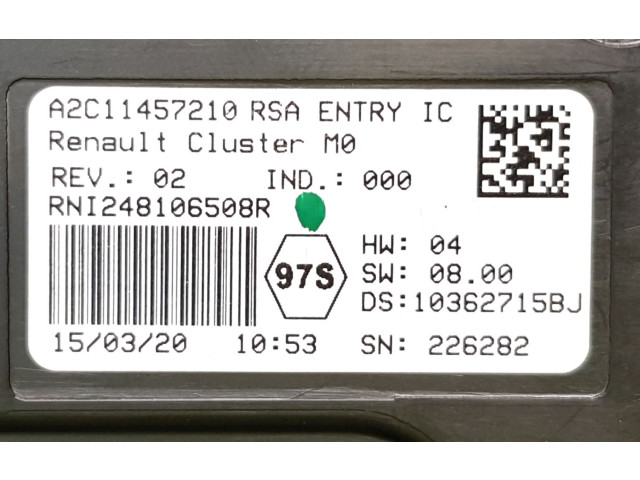 A2C11457210 RSA ENTRY IC
Renault Cluster M0
REV.: 02 IND.: 000
RNI248106508R
97S
HW: 04
SW: 08.00
DS:10362715BJ
15/03/20 10:53 SN: 226282